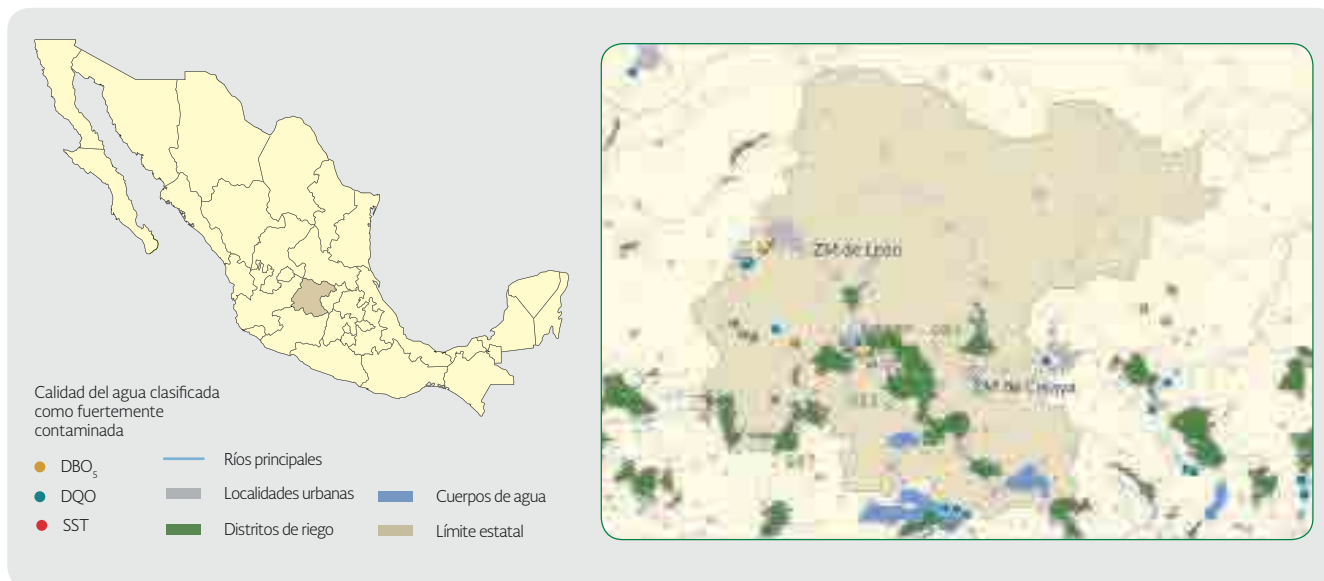 Calidad del agua clasificada
como fuertemente
contaminada
DBO5
DQO
SST
Ríos principales
Localidades urbanas
Distritos de riego
Cuerpos de agua
Límite estatal
ZM de León
ZM de Celaya